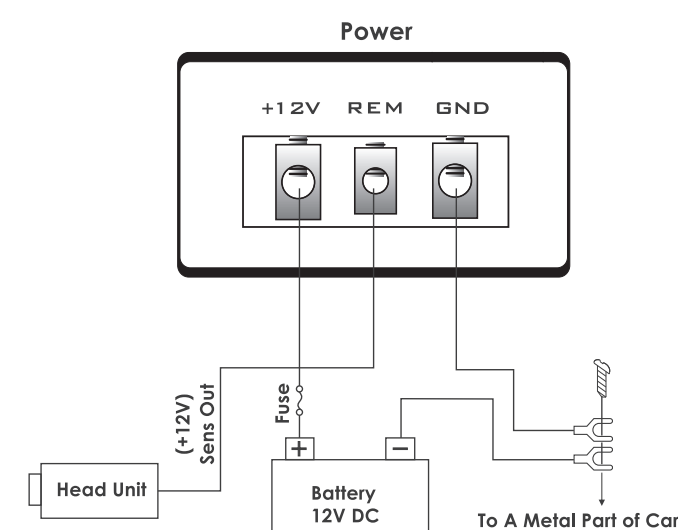 Power
+12V REM GND
(+12V)
Sens Out
Fuse
+ −
Head Unit
Battery
12V DC
To A Metal Part of Car